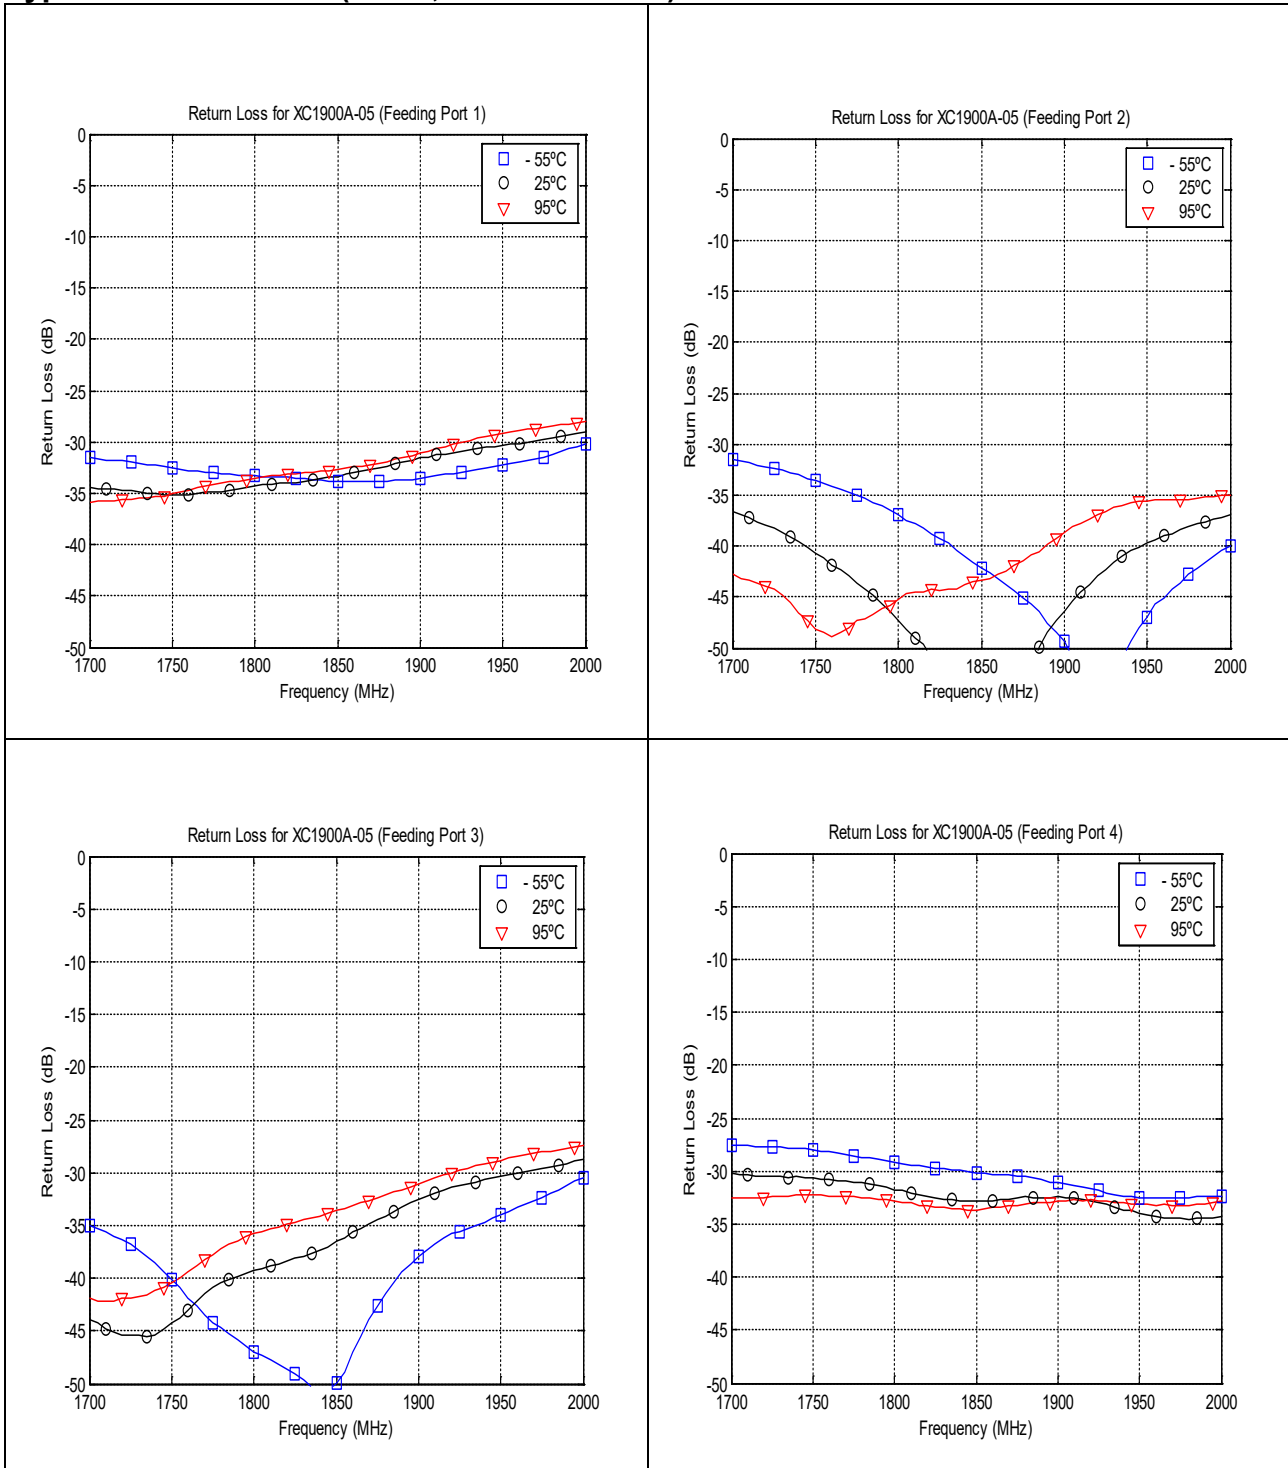 Return Loss for XC1900A-05 (Feeding Port 1)
0
-5
-10
-15
-20
-25
-30
-35
-40
-45
-50
Return Loss (dB)
- 55ºC
25ºC
95ºC
1700 1750 1800 1850 1900 1950 2000
Frequency (MHz)
Return Loss for XC1900A-05 (Feeding Port 2)
0
-5
-10
-15
-20
-25
-30
-35
-40
-45
-50
Return Loss (dB)
- 55ºC
25ºC
95ºC
1700 1750 1800 1850 1900 1950 2000
Frequency (MHz)
Return Loss for XC1900A-05 (Feeding Port 3)
0
-5
-10
-15
-20
-25
-30
-35
-40
-45
-50
Return Loss (dB)
- 55ºC
25ºC
95ºC
1700 1750 1800 1850 1900 1950 2000
Frequency (MHz)
Return Loss for XC1900A-05 (Feeding Port 4)
0
-5
-10
-15
-20
-25
-30
-35
-40
-45
-50
Return Loss (dB)
- 55ºC
25ºC
95ºC
1700 1750 1800 1850 1900 1950 2000
Frequency (MHz)